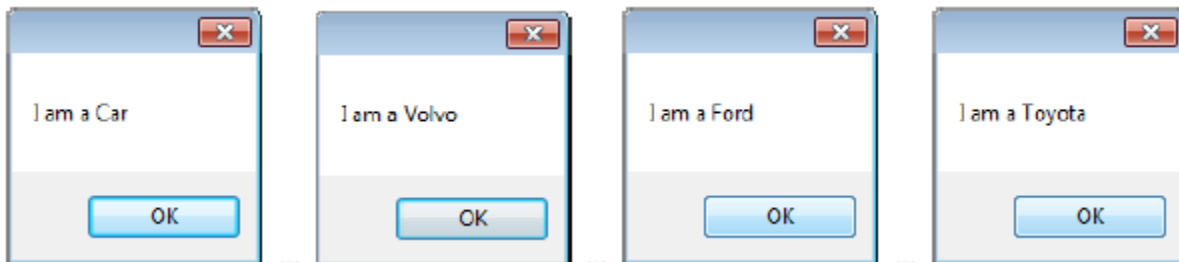 I am a Car
OK
I am a Volvo
OK
I am a Ford
OK
I am a Toyota
OK